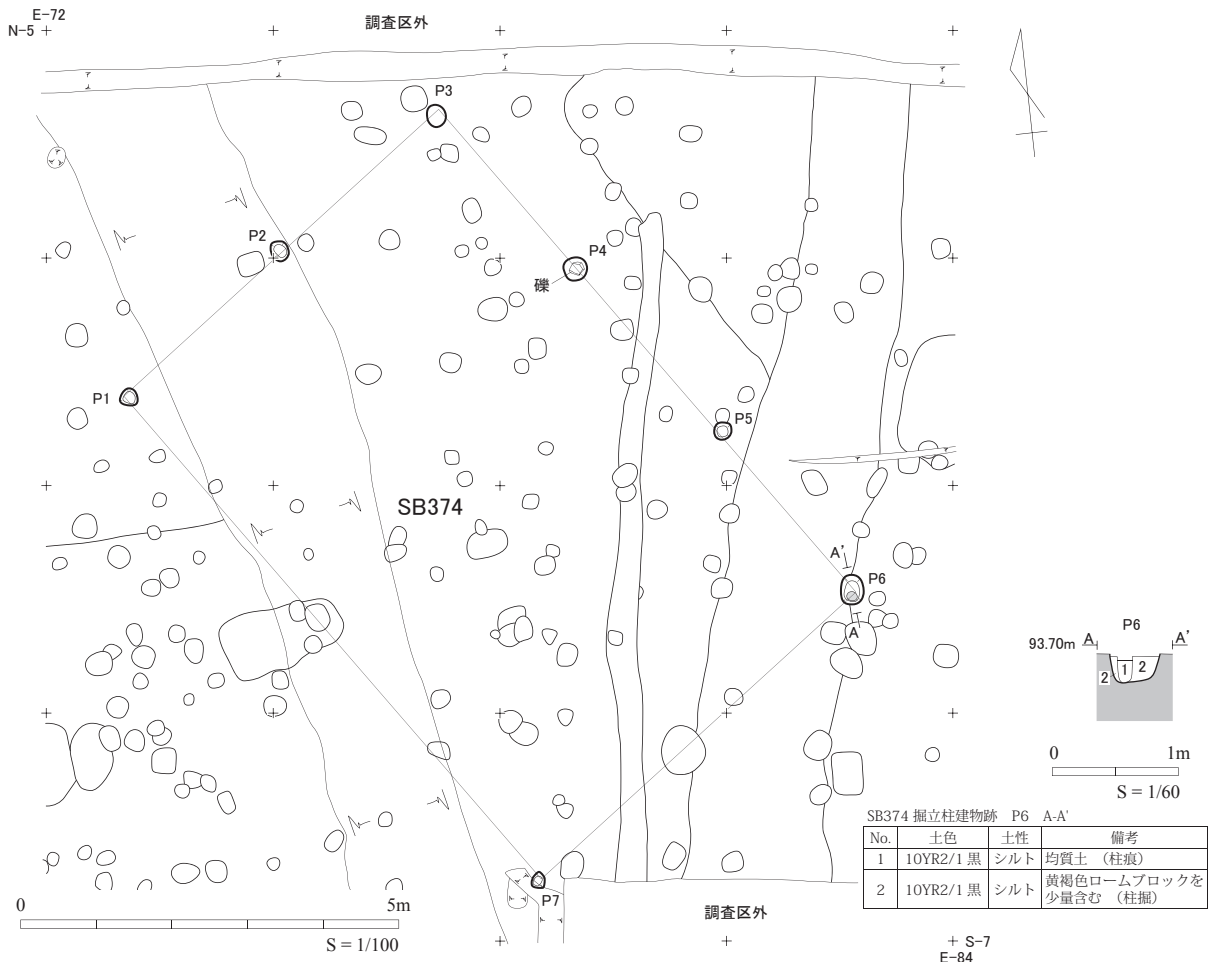 E-72
N-5
調査区外
P3
P2
P4
礫
P1
P5
SB374
A'
P6
A
P6
93.70m A A'
2 1 2
0 1m
S = 1/60
SB374 掘立柱建物跡 P6 A-A'
No. 土色 土性 備考
1 10YR2/1 黒 シルト 均質土 （柱痕）
2 10YR2/1 黒 シルト 黄褐色ロームブロックを
少量含む （柱掘）
P7
調査区外
0 5m
S = 1/100
S-7
E-84